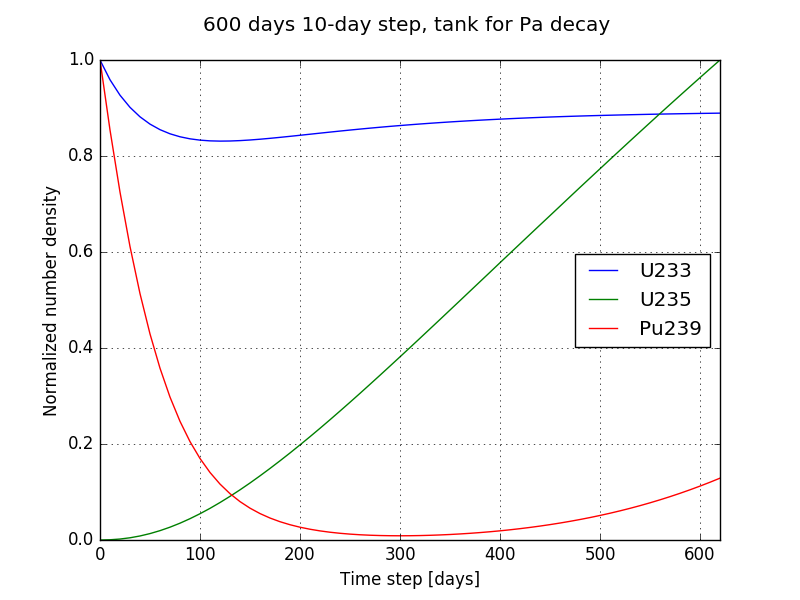 600 days 10-day step, tank for Pa decay
1.0
0.8
0.6
0.4
0.2
0.0
Normalized number density
U233
U235
Pu239
0 100 200 300 400 500 600
Time step [days]